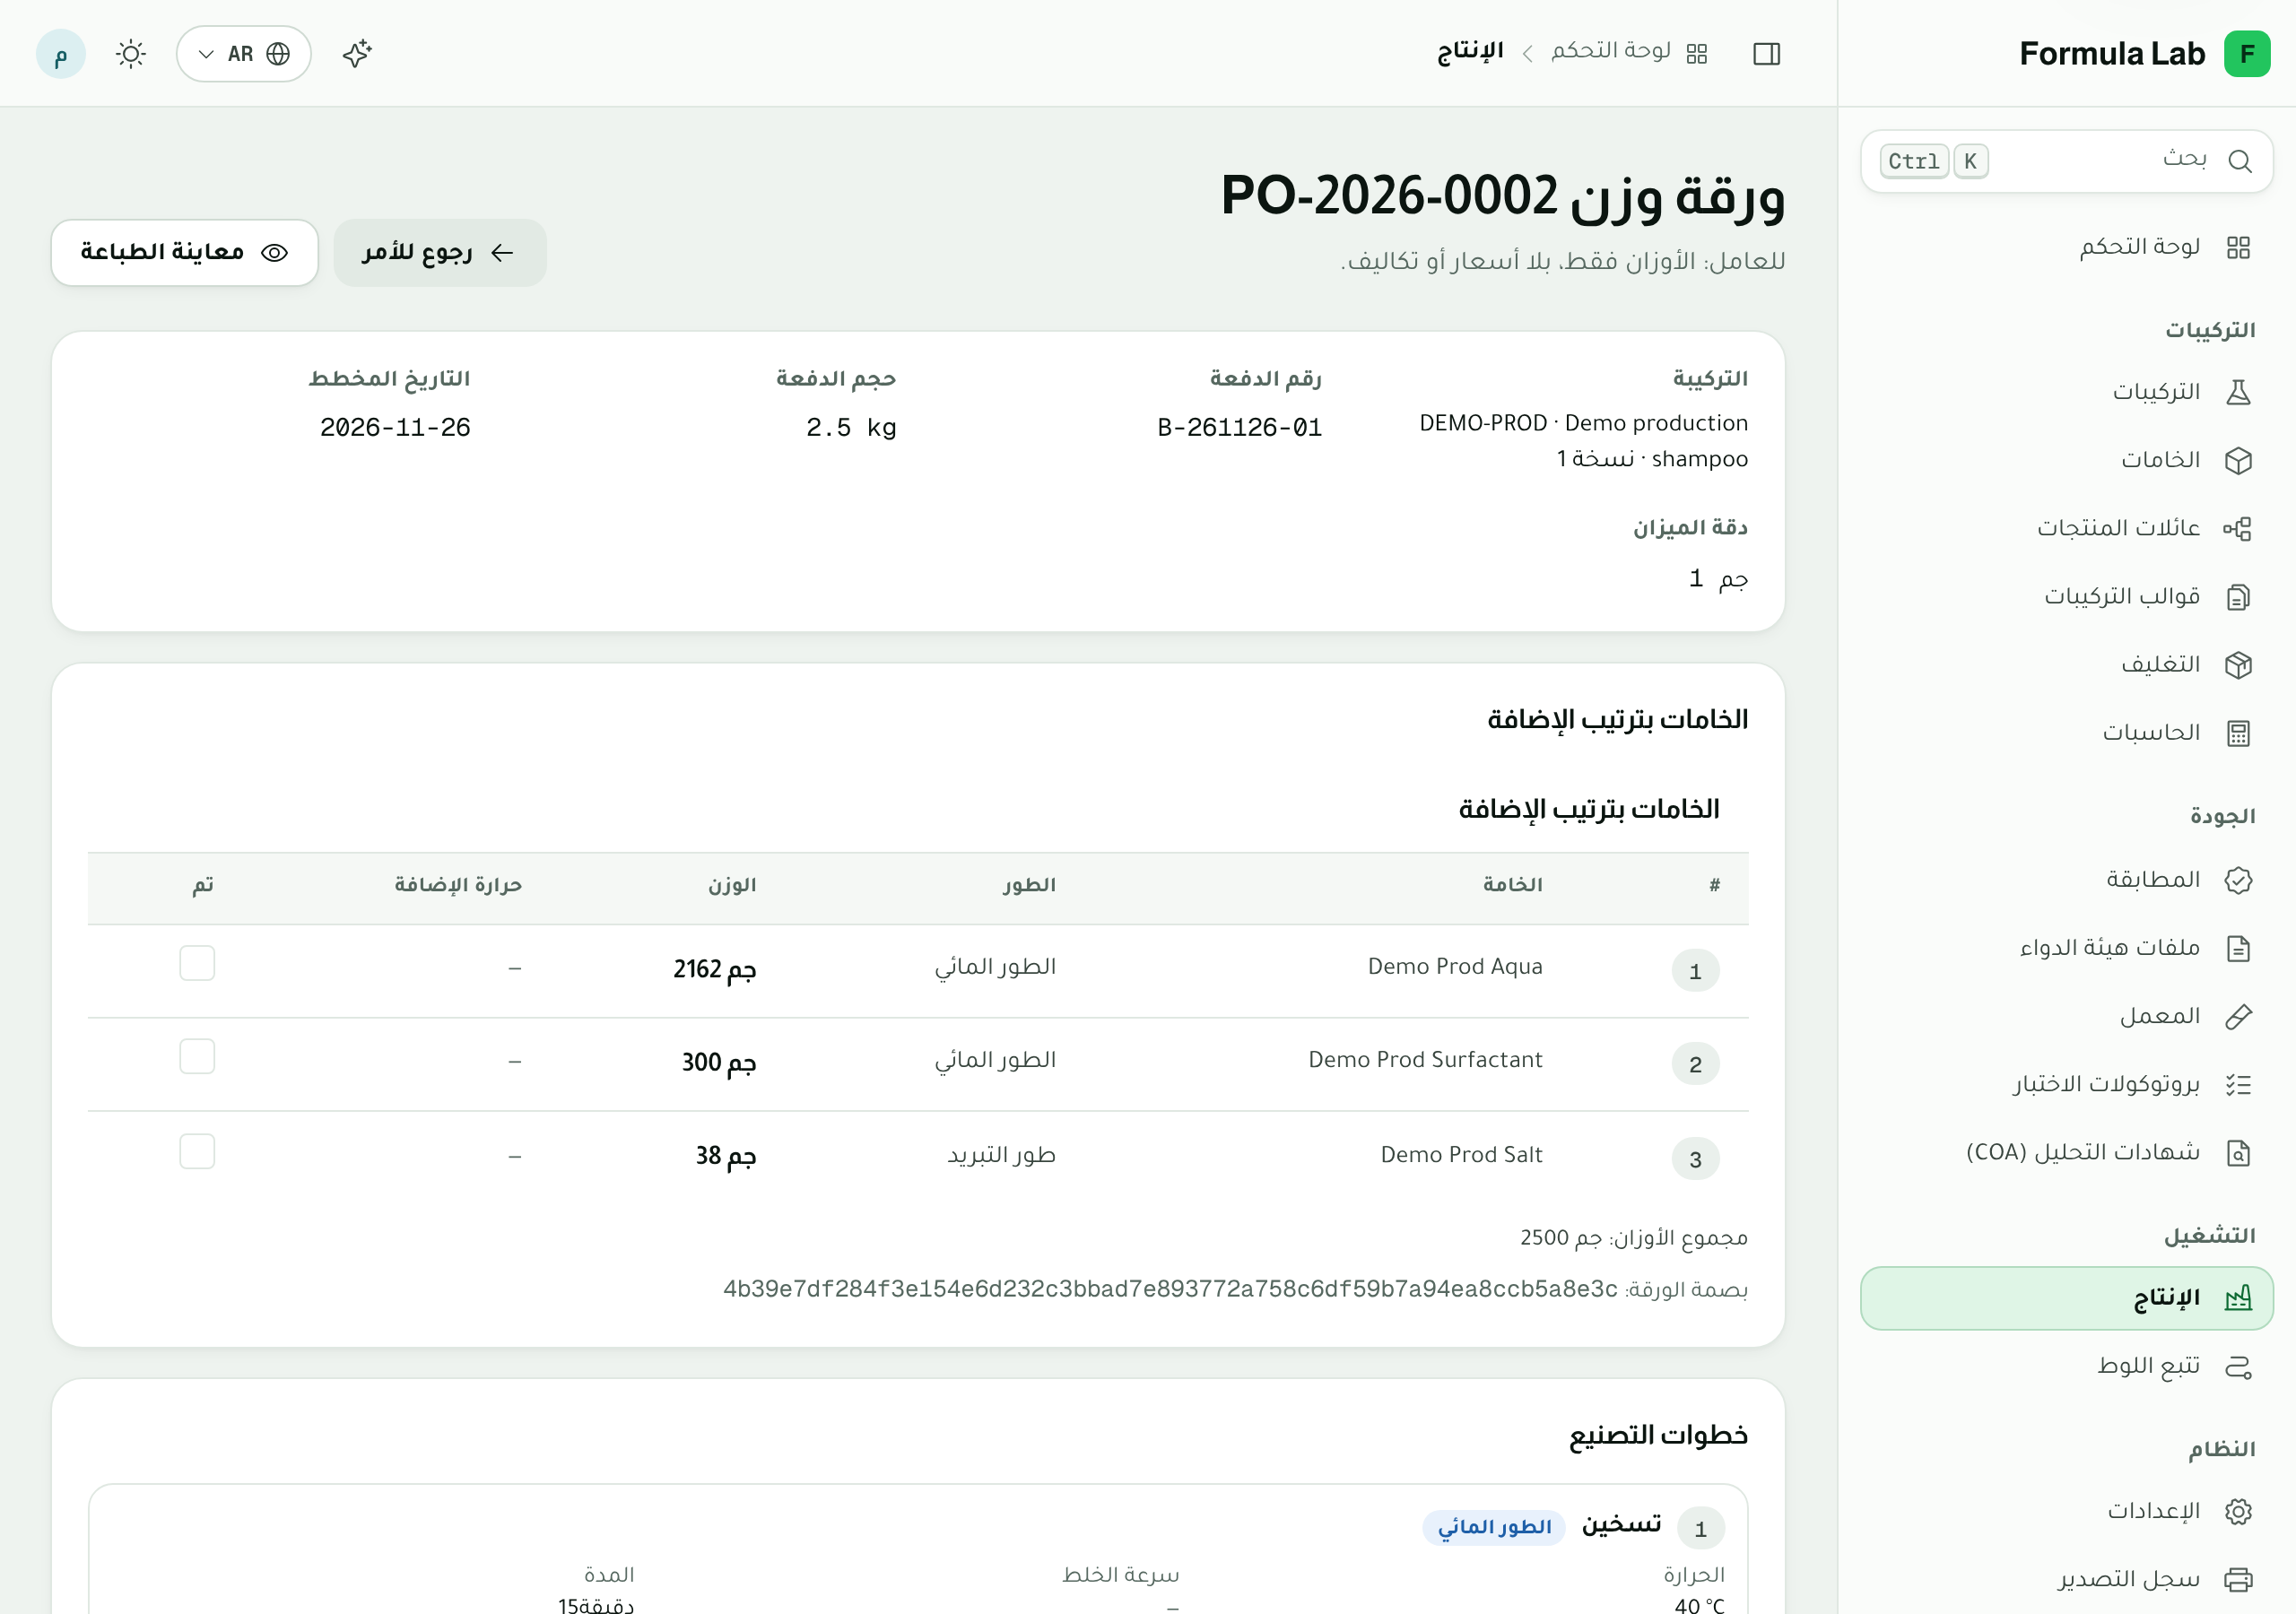 F Formula Lab
بحث Ctrl K
لوحة التحكم
التركيبات
التركيبات
الخامات
عائلات المنتجات
قوالب التركيبات
التغليف
الحاسبات
الجودة
المطابقة
ملفات هيئة الدواء
المعمل
بروتوكولات الاختبار
شهادات التحليل (COA)
التشغيل
الإنتاج
تتبع اللوط
النظام
الإعدادات
سجل التصدير
لوحة التحكم
الإنتاج
AR
م
ورقة وزن PO-2026-0002
للعامل: الأوزان فقط، بلا أسعار أو تكاليف.
رجوع للأمر
معاينة الطباعة
التركيبة
DEMO-PROD · Demo production
shampoo · نسخة 1
رقم الدفعة
B-261126-01
حجم الدفعة
2.5 kg
التاريخ المخطط
2026-11-26
دقة الميزان
جم 1
الخامات بترتيب الإضافة
الخامات بترتيب الإضافة
# الخامة الطور الوزن حرارة الإضافة تم
1 Demo Prod Aqua الطور المائي جم 2162 –
2 Demo Prod Surfactant الطور المائي جم 300 –
3 Demo Prod Salt طور التبريد جم 38 –
مجموع الأوزان: جم 2500
بصمة الورقة: 4b39e7df284f3e154e6d232c3bbad7e893772a758c6df59b7a94ea8ccb5a8e3c
خطوات التصنيع
1 تسخين الطور المائي
الحرارة سرعة الخلط المدة
40 °C – دقيقة15